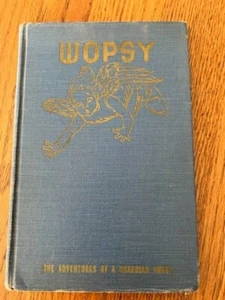 WOPSY
THE ADVENTURES OF A GUARDIAN ANGEL